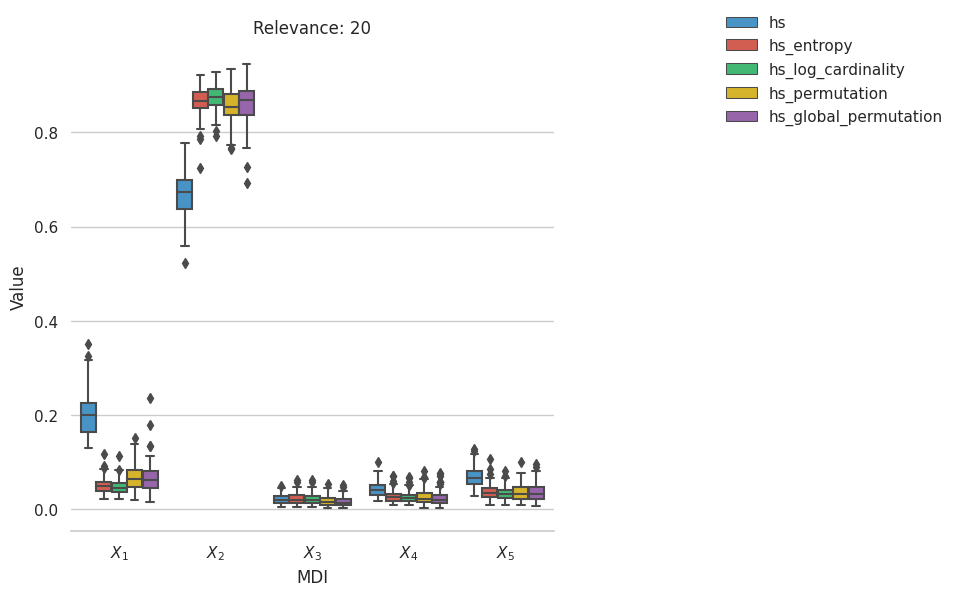 Relevance: 20
hs
hs_entropy
hs_log_cardinality
hs_permutation
hs_global_permutation
Value
0.8
0.6
0.4
0.2
0.0
X₁ X₂ X₃ X₄ X₅
MDI